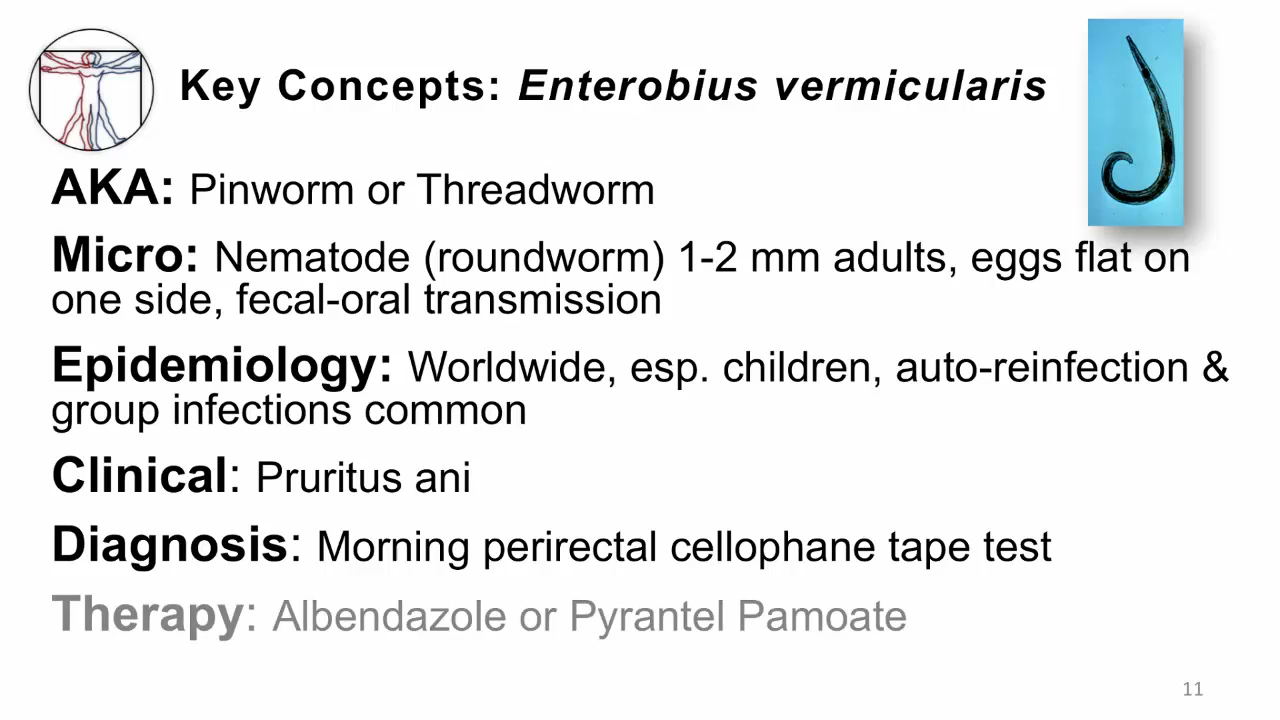 Key Concepts: Enterobius vermicularis
AKA: Pinworm or Threadworm
Micro: Nematode (roundworm) 1-2 mm adults, eggs flat on
one side, fecal-oral transmission
Epidemiology: Worldwide, esp. children, auto-reinfection &
group infections common
Clinical: Pruritus ani
Diagnosis: Morning perirectal cellophane tape test
Therapy: Albendazole or Pyrantel Pamoate
11